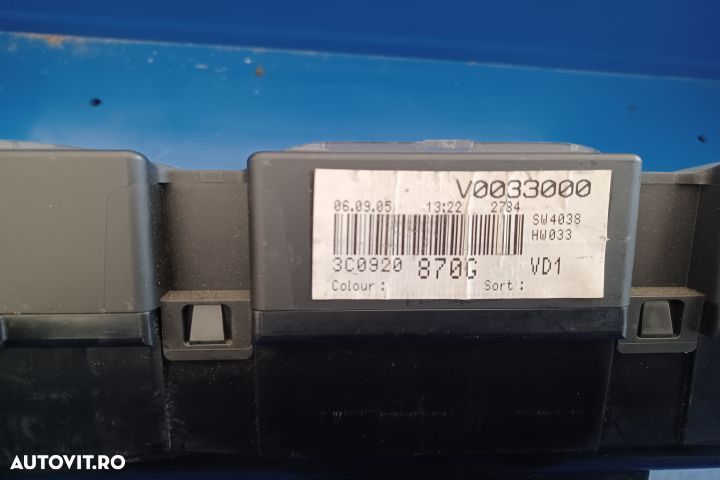 V0033000
06.09.05 13:22 2784
SW4038
HW033
3C0920 870G VD1
Colour : Sort :
AUTOVIT.RO